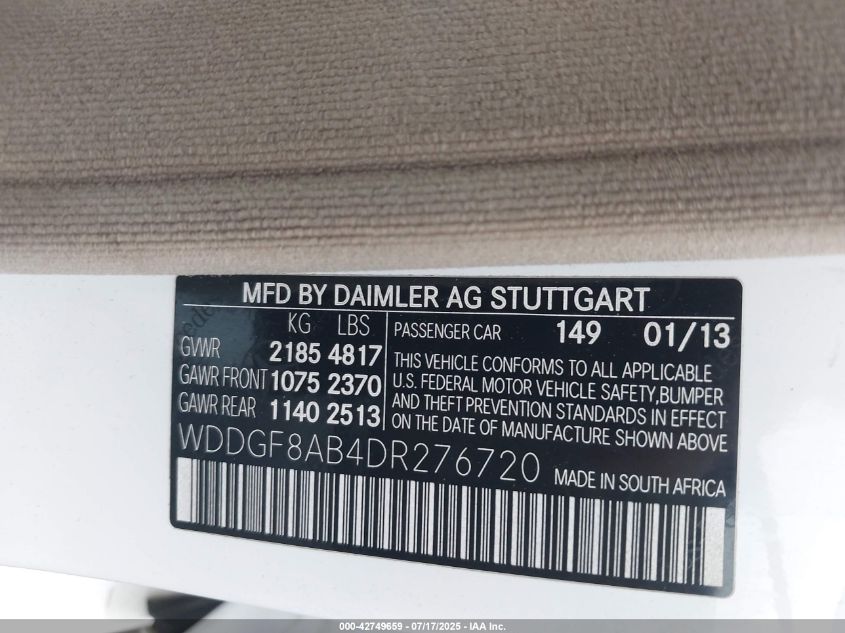 MFD BY DAIMLER AG STUTTGART
KG LBS
GVWR 2185 4817
GAWR FRONT 1075 2370
GAWR REAR 1140 2513
PASSENGER CAR 149 01/13
THIS VEHICLE CONFORMS TO ALL APPLICABLE
U.S. FEDERAL MOTOR VEHICLE SAFETY,BUMPER
AND THEFT PREVENTION STANDARDS IN EFFECT
ON THE DATE OF MANUFACTURE SHOWN ABOVE
WDDGF8AB4DR276720
MADE IN SOUTH AFRICA
000-42749659 - 07/17/2025 - IAA Inc.